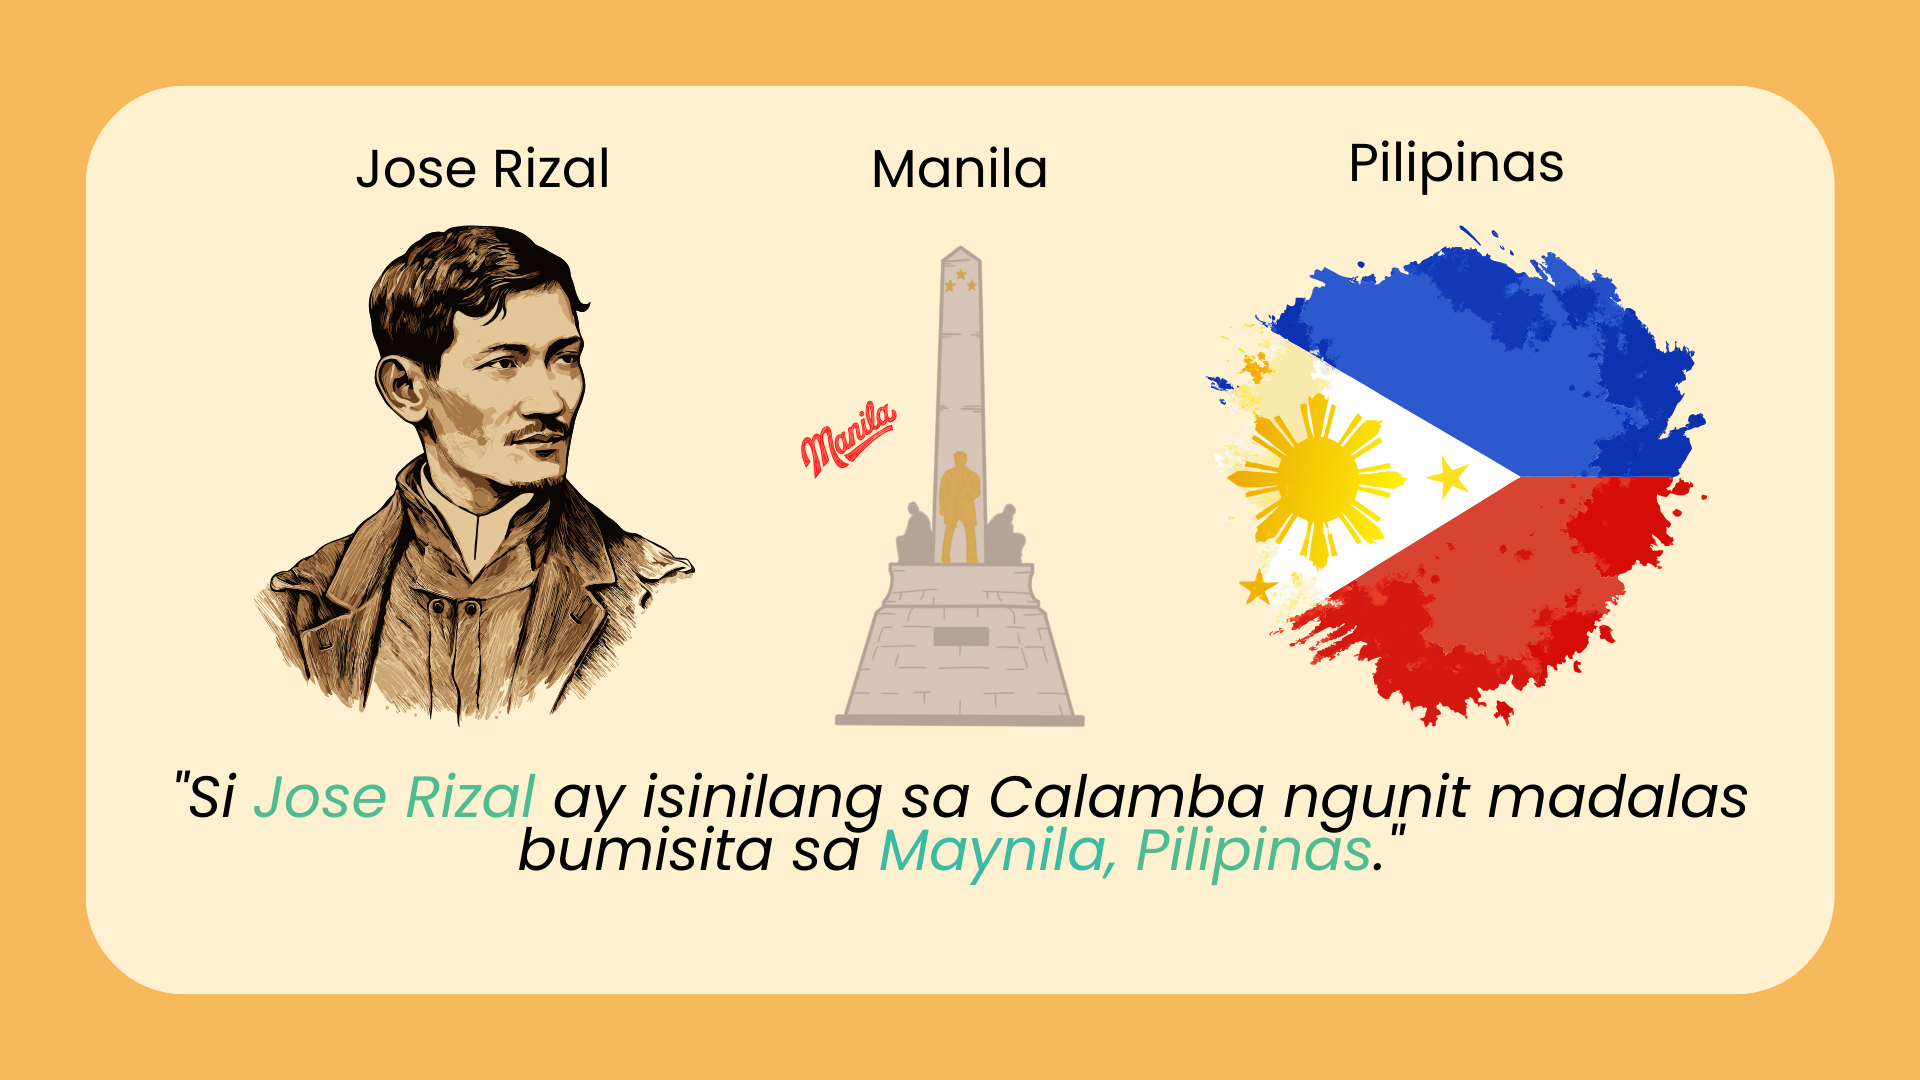 Jose Rizal
Manila
Pilipinas
Manila
"Si Jose Rizal ay isinilang sa Calamba ngunit madalas
bumisita sa Maynila, Pilipinas."